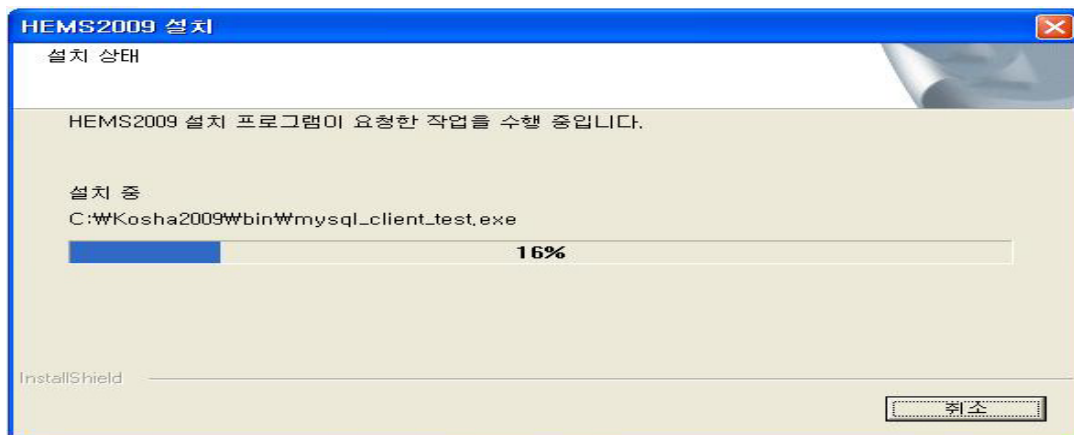 HEMS2009 설치
설치 상태
HEMS2009 설치 프로그램이 요청한 작업을 수행 중입니다.
설치 중
C:₩Kosha2009₩bin₩mysql_client_test.exe
16%
InstallShield
취소